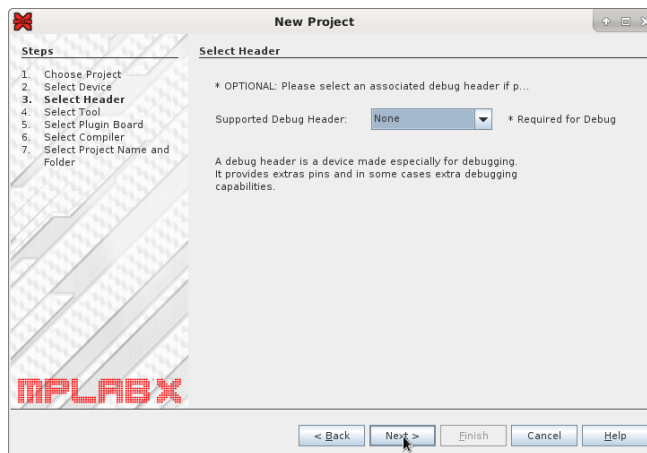 New Project
Steps
1. Choose Project
2. Select Device
3. Select Header
4. Select Tool
5. Select Plugin Board
6. Select Compiler
7. Select Project Name and
Folder
Select Header
* OPTIONAL: Please select an associated debug header if p...
Supported Debug Header: None * Required for Debug
A debug header is a device made especially for debugging.
It provides extras pins and in some cases extra debugging
capabilities.
MPLAB X
< Back Next > Finish Cancel Help